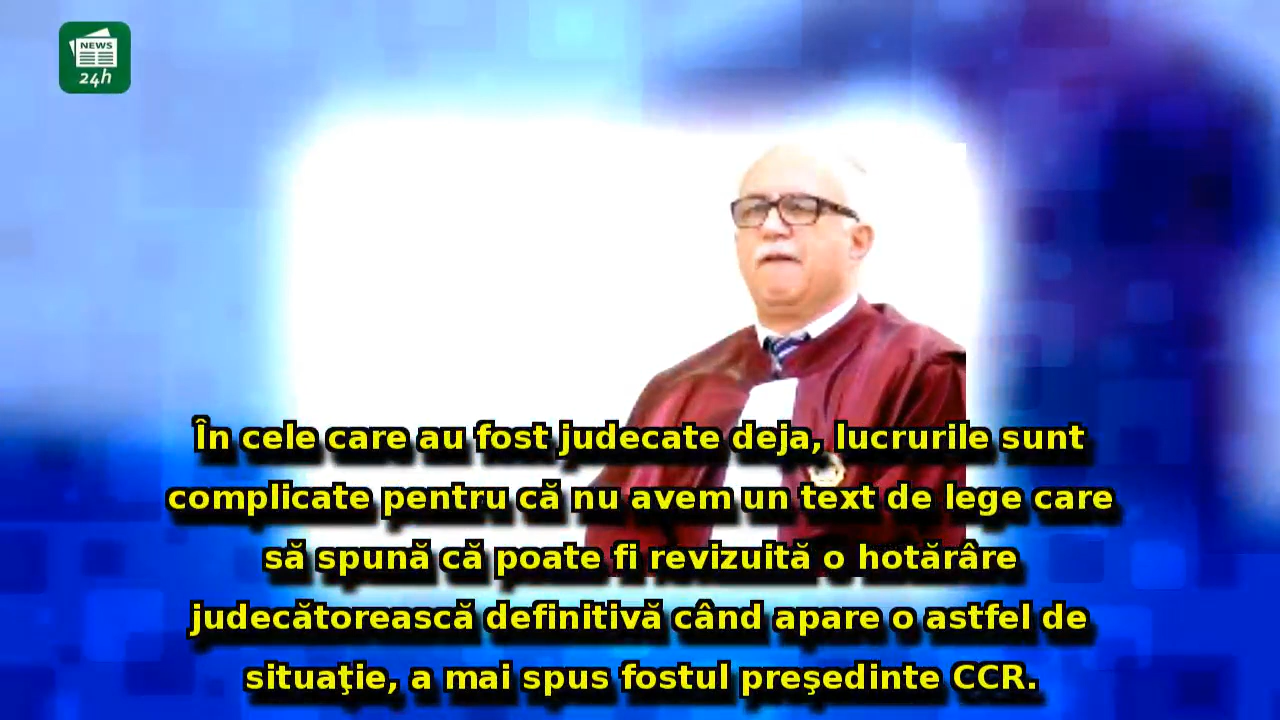 NEWS
24h
În cele care au fost judecate deja, lucrurile sunt
complicate pentru că nu avem un text de lege care
să spună că poate fi revizuită o hotărâre
judecătorească definitivă când apare o astfel de
situaţie, a mai spus fostul preşedinte CCR.